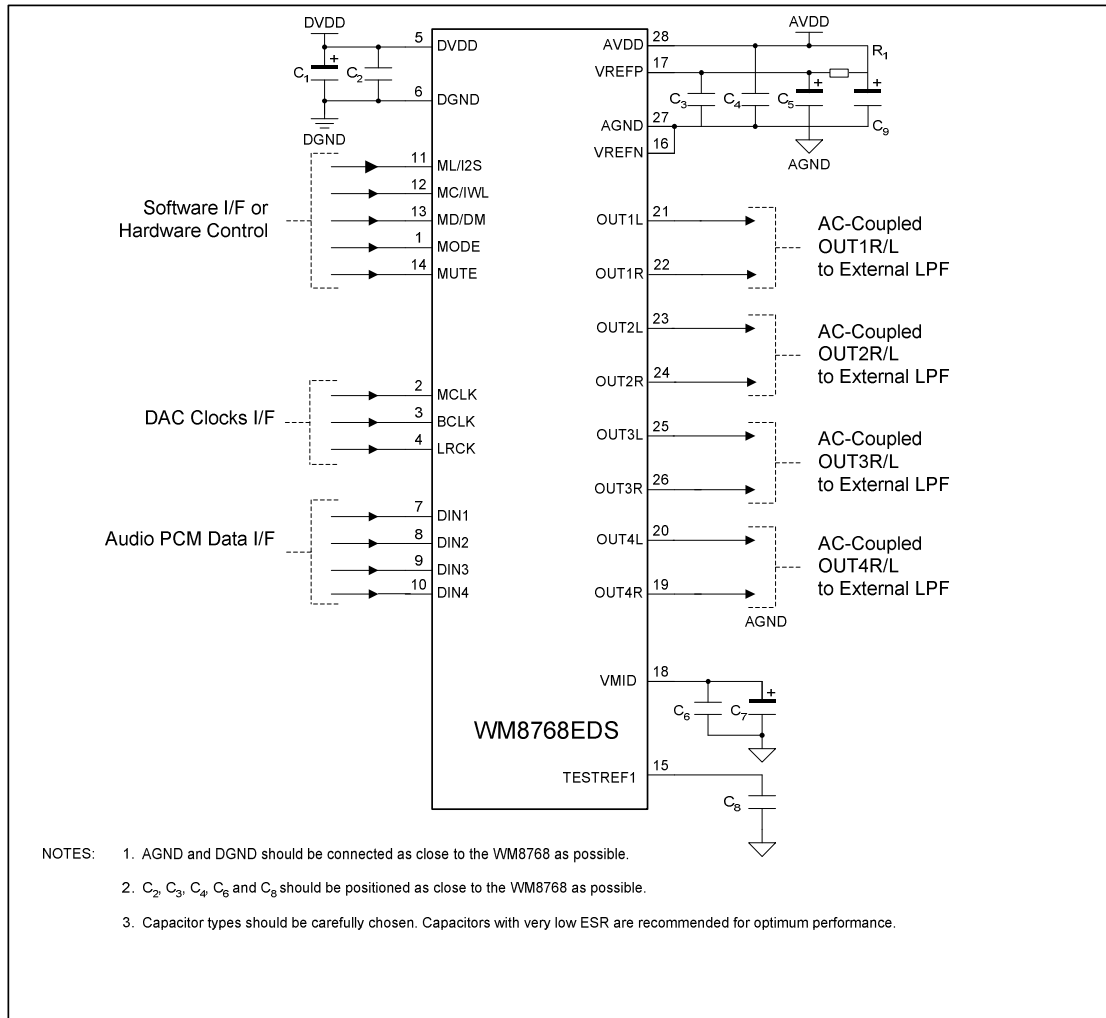 DVDD
5 DVDD
C1 +
C2
6 DGND
DGND
AVDD
AVDD 28
R1
VREFP 17
C3
C4
C5 +
+
C9
AGND 27
VREFN 16
AGND
Software I/F or
Hardware Control
11 ML/I2S
12 MC/IWL
13 MD/DM
1 MODE
14 MUTE
OUT1L 21
OUT1R 22
AC-Coupled
OUT1R/L
to External LPF
OUT2L 23
OUT2R 24
AC-Coupled
OUT2R/L
to External LPF
DAC Clocks I/F
2 MCLK
3 BCLK
4 LRCK
OUT3L 25
OUT3R 26
AC-Coupled
OUT3R/L
to External LPF
Audio PCM Data I/F
7 DIN1
8 DIN2
9 DIN3
10 DIN4
OUT4L 20
OUT4R 19
AC-Coupled
OUT4R/L
to External LPF
AGND
VMID 18
C6
C7 +
WM8768EDS
TESTREF1 15
C8
NOTES: 1. AGND and DGND should be connected as close to the WM8768 as possible.
2. C2, C3, C4, C6 and C8 should be positioned as close to the WM8768 as possible.
3. Capacitor types should be carefully chosen. Capacitors with very low ESR are recommended for optimum performance.